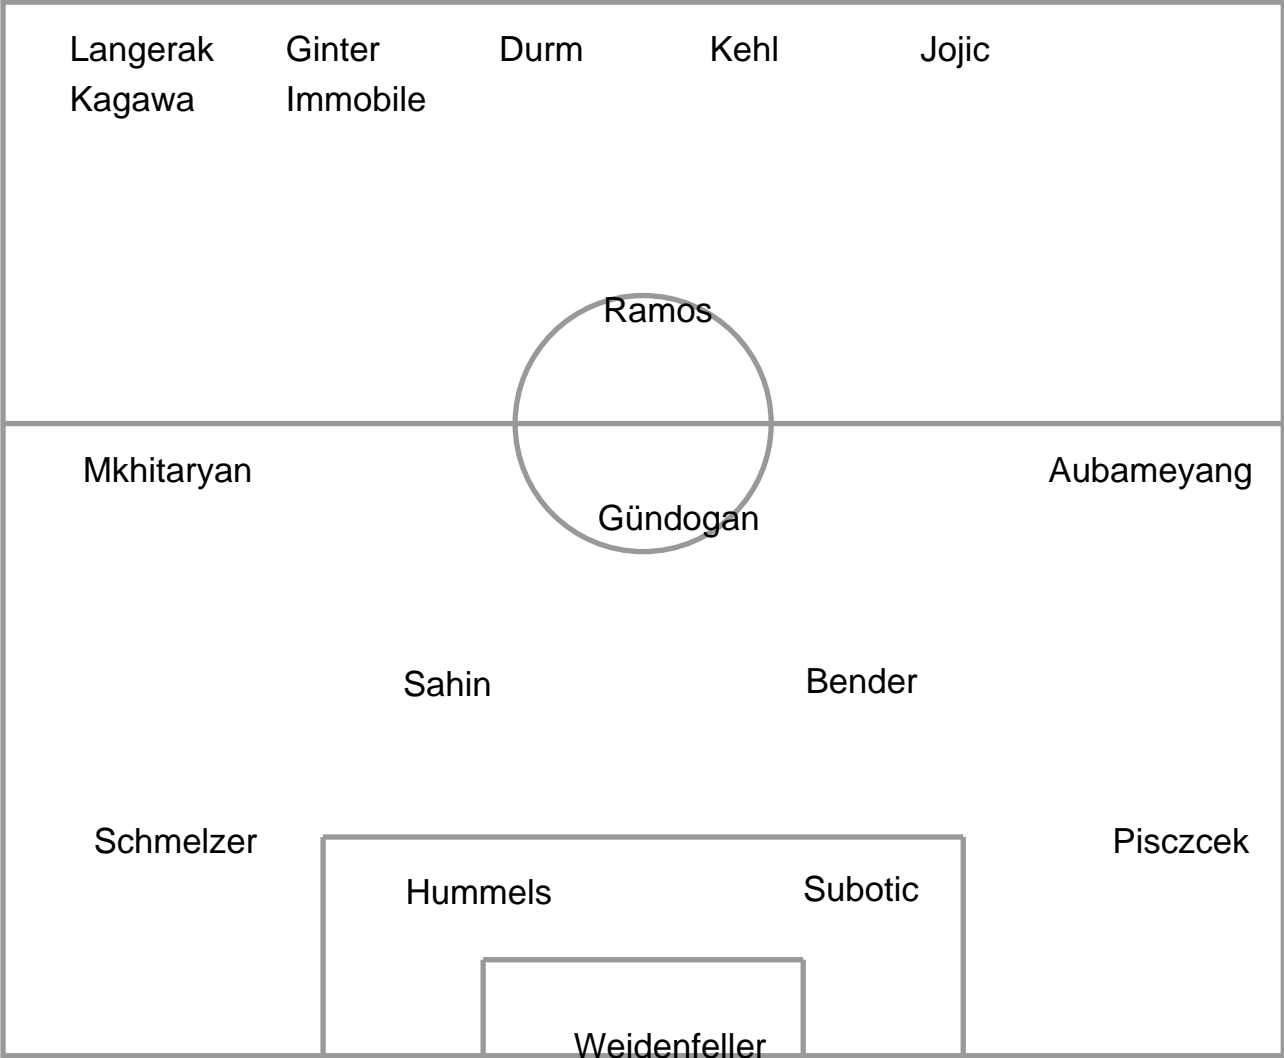 Langerak Ginter Durm Kehl Jojic
Kagawa Immobile
Ramos
Mkhitaryan Aubameyang
Gündogan
Sahin Bender
Schmelzer Pisczcek
Hummels Subotic
Weidenfeller